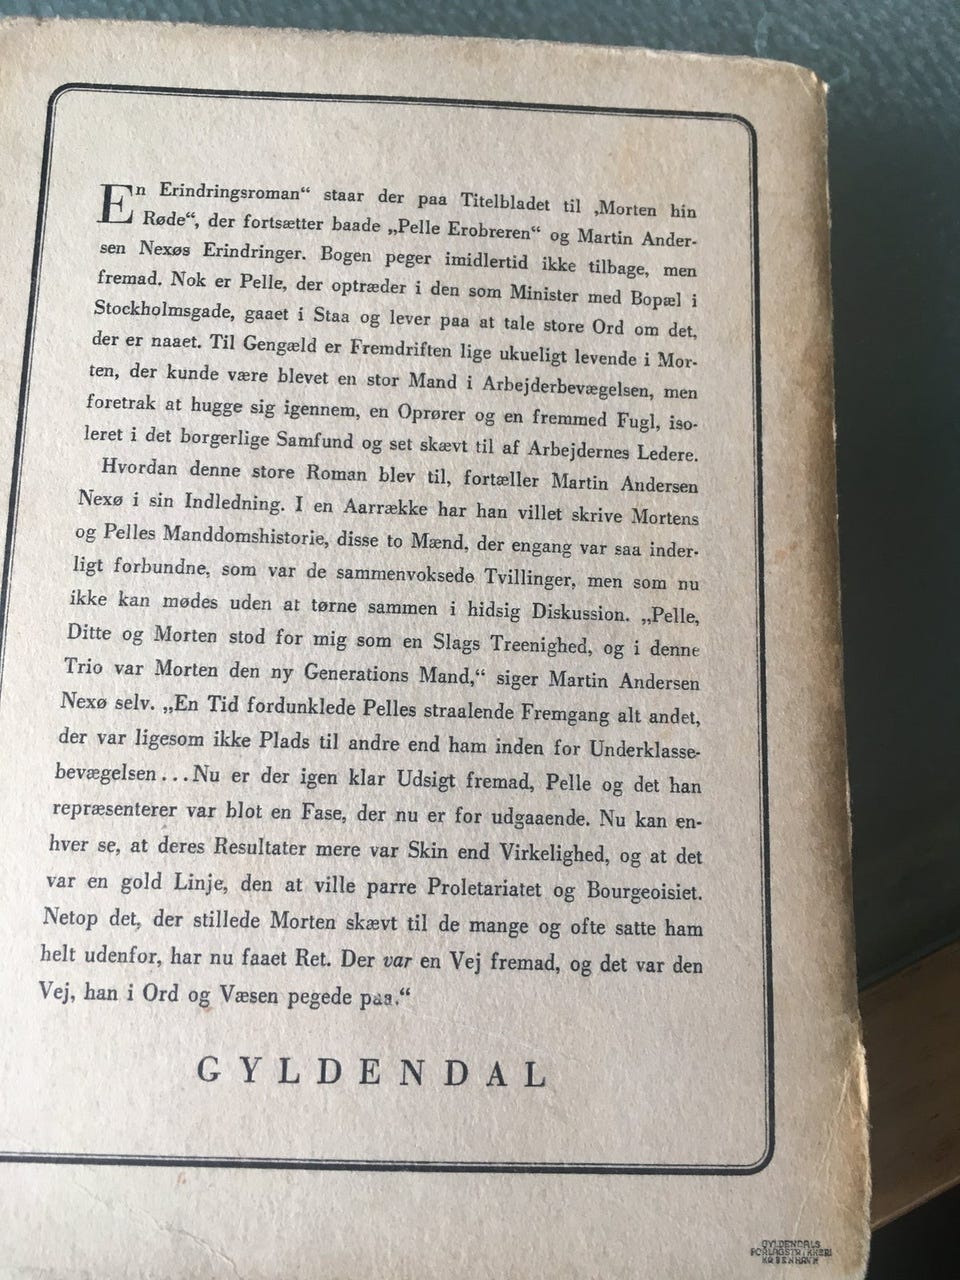 En Erindringsroman“ staar der paa Titelbladet til ‚Morten hin
Røde“, der fortsætter baade „Pelle Erobreren“ og Martin Ander-
sen Nexøs Erindringer. Bogen peger imidlertid ikke tilbage, men
fremad. Nok er Pelle, der optræder i den som Minister med Bopæl i
Stockholmsgade, gaaet i Staa og lever paa at tale store Ord om det,
der er naaet. Til Gengæld er Fremdriften lige ukueligt levende i Mor-
ten, der kunde være blevet en stor Mand i Arbejderbevægelsen, men
foretrak at hugge sig igennem, en Oprører og en fremmed Fugl, iso-
leret i det borgerlige Samfund og set skævt til af Arbejdernes Ledere.
Hvordan denne store Roman blev til, fortæller Martin Andersen
Nexø i sin Indledning. I en Aarrække har han villet skrive Mortens
og Pelles Manddomshistorie, disse to Mænd, der engang var saa inder-
ligt forbundne, som var de sammenvoksede Tvillinger, men som nu
ikke kan mødes uden at tørne sammen i hidsig Diskussion. „Pelle,
Ditte og Morten stod for mig som en Slags Treenighed, og i denne
Trio var Morten den ny Generations Mand,“ siger Martin Andersen
Nexø selv. „En Tid fordunklede Pelles straalende Fremgang alt andet,
der var ligesom ikke Plads til andre end ham inden for Underklasse-
bevægelsen... Nu er der igen klar Udsigt fremad, Pelle og det han
repræsenterer var blot en Fase, der nu er for udgaaende. Nu kan en-
hver se, at deres Resultater mere var Skin end Virkelighed, og at det
var en gold Linje, den at ville parre Proletariatet og Bourgeoisiet.
Netop det, der stillede Morten skævt til de mange og ofte satte ham
helt udenfor, har nu faaet Ret. Der var en Vej fremad, og det var den
Vej, han i Ord og Væsen pegede paa.“
GYLDENDAL
GYLDENDALS
FORLAGSTRYKKERI
KØBENHAVN